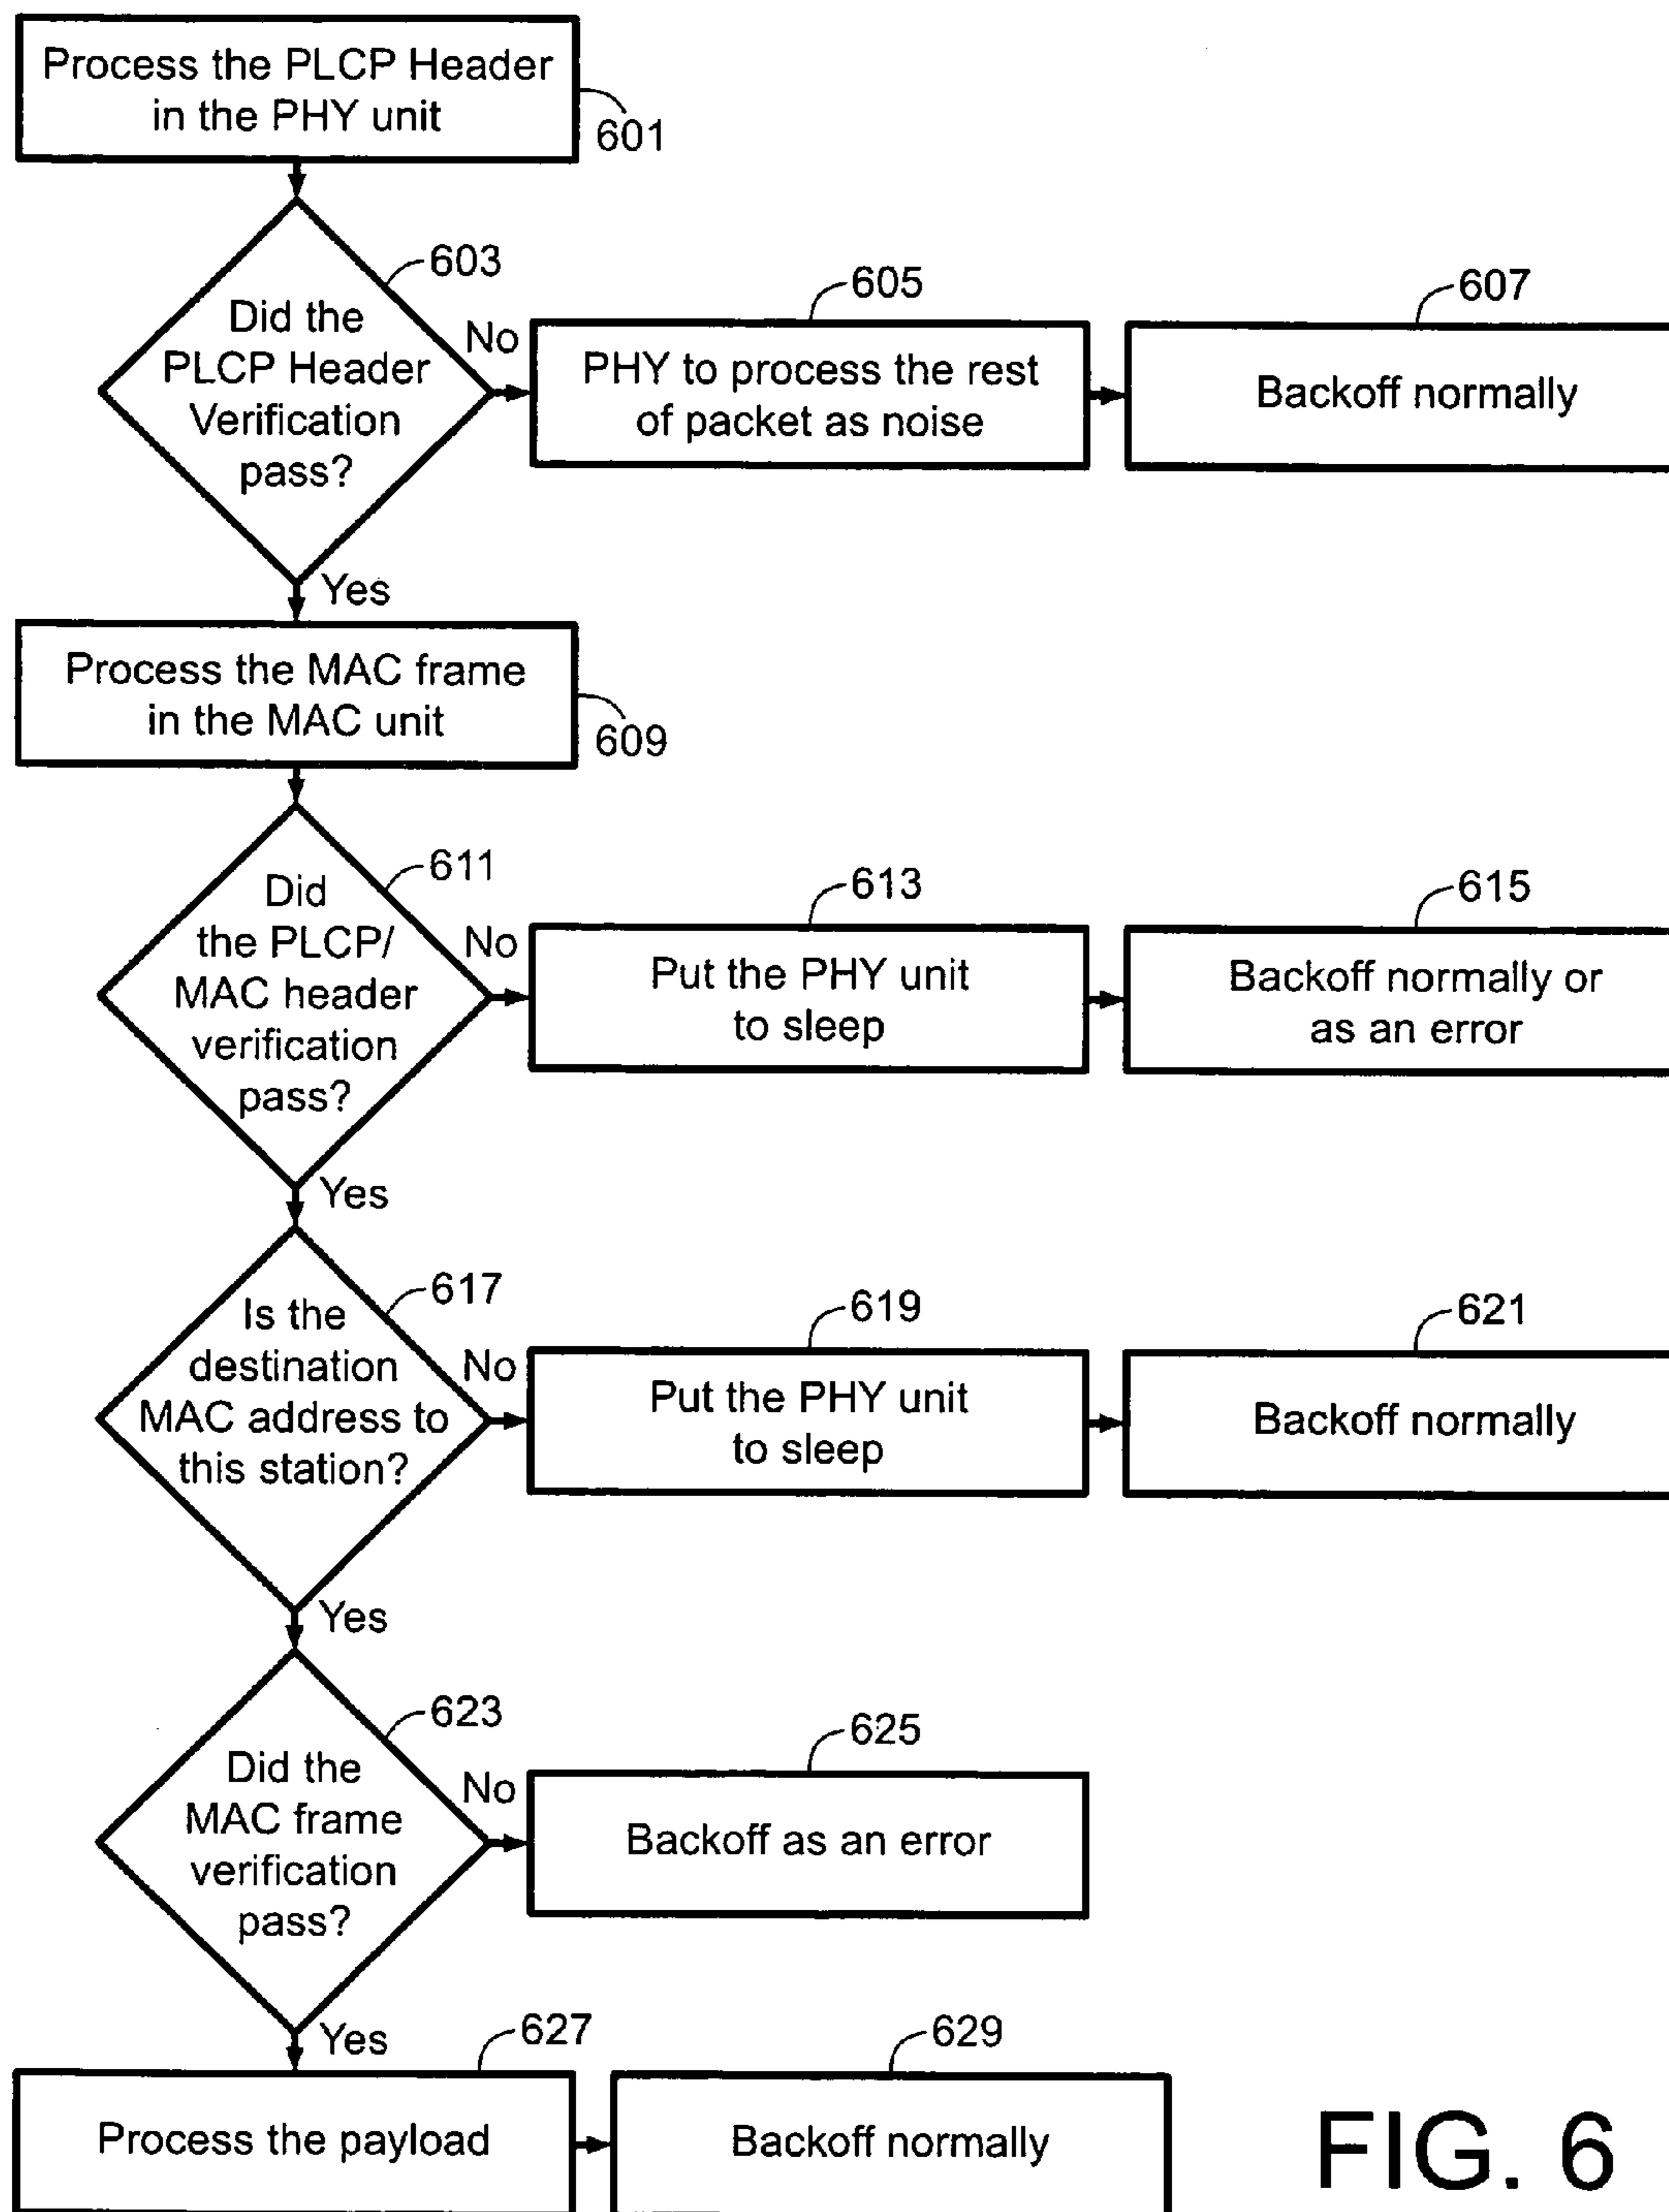 Process the PLCP Header
in the PHY unit
601
603
Did the
PLCP Header
Verification
pass?
No
605
PHY to process the rest
of packet as noise
607
Backoff normally
Yes
Process the MAC frame
in the MAC unit
609
611
Did
the PLCP/
MAC header
verification
pass?
No
613
Put the PHY unit
to sleep
615
Backoff normally or
as an error
Yes
617
Is the
destination
MAC address to
this station?
No
619
Put the PHY unit
to sleep
621
Backoff normally
Yes
623
Did the
MAC frame
verification
pass?
No
625
Backoff as an error
Yes
627
Process the payload
629
Backoff normally
FIG. 6